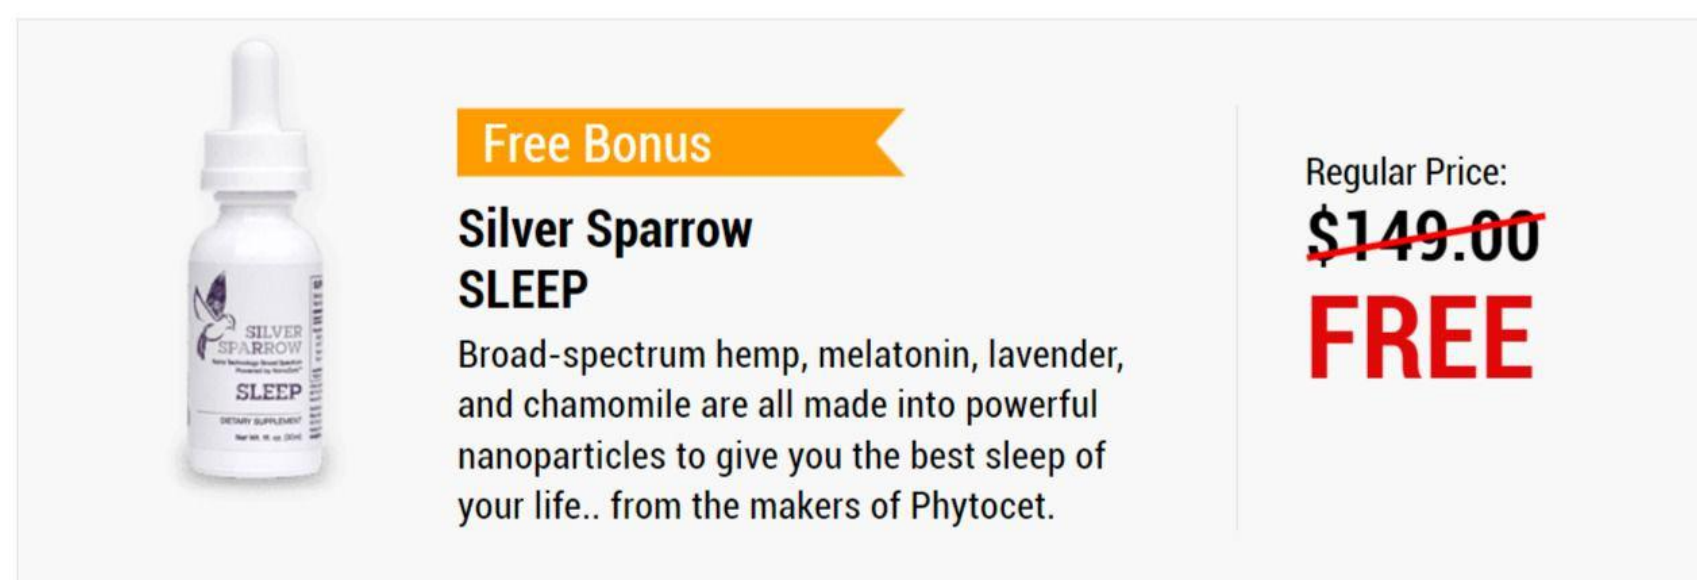 Free Bonus
Silver Sparrow
SLEEP
Broad-spectrum hemp, melatonin, lavender,
and chamomile are all made into powerful
nanoparticles to give you the best sleep of
your life.. from the makers of Phytocet.
Regular Price:
$149.00
FREE
SILVER
SPARROW
SLEEP
DIETARY SUPPLEMENT